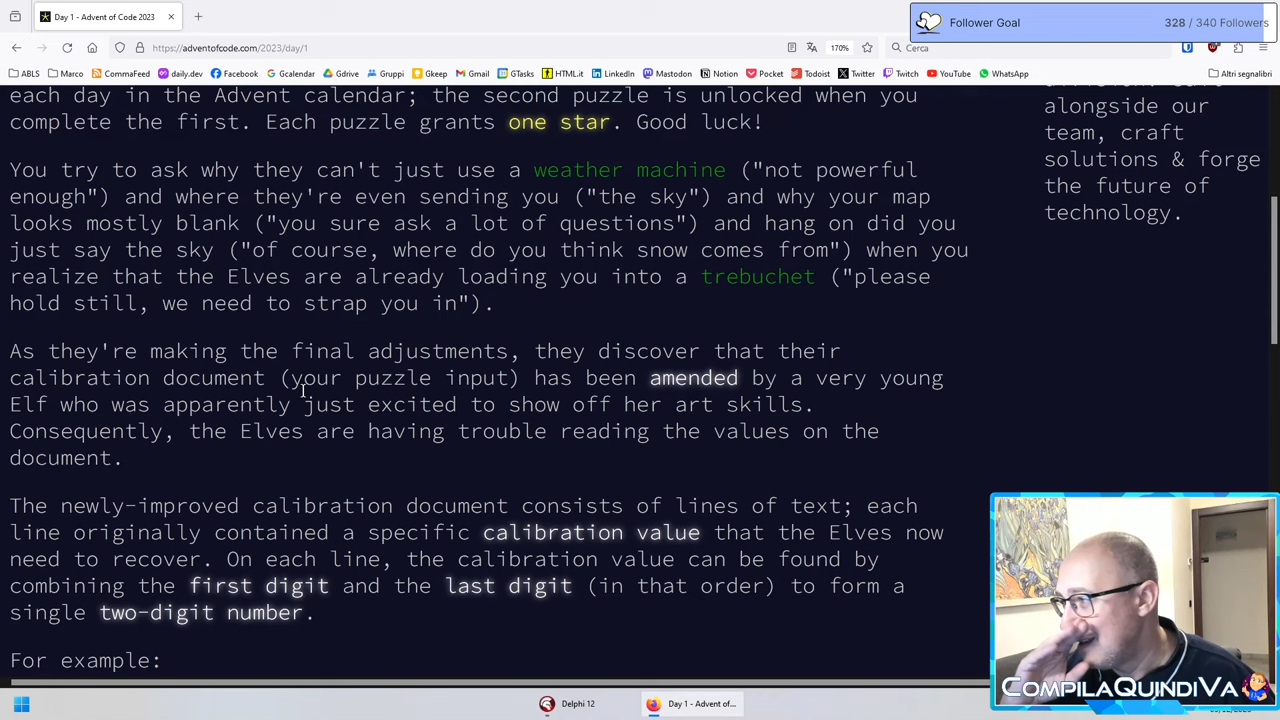 Day 1 - Advent of Code 2023
Follower Goal
328 / 340 Followers
https://adventofcode.com/2023/day/1
170%
Cerca
ABLS
Marco
CommaFeed
daily.dev
Facebook
Gcalendar
Gdrive
Gruppi
Gkeep
Gmail
GTasks
HTML.it
LinkedIn
Mastodon
Notion
Pocket
Todoist
Twitter
Twitch
YouTube
WhatsApp
Altri segnalibri
each day in the Advent calendar; the second puzzle is unlocked when you
complete the first. Each puzzle grants one star. Good luck!
You try to ask why they can't just use a weather machine ("not powerful
enough") and where they're even sending you ("the sky") and why your map
looks mostly blank ("you sure ask a lot of questions") and hang on did you
just say the sky ("of course, where do you think snow comes from") when you
realize that the Elves are already loading you into a trebuchet ("please
hold still, we need to strap you in").
As they're making the final adjustments, they discover that their
calibration document (your puzzle input) has been amended by a very young
Elf who was apparently just excited to show off her art skills.
Consequently, the Elves are having trouble reading the values on the
document.
The newly-improved calibration document consists of lines of text; each
line originally contained a specific calibration value that the Elves now
need to recover. On each line, the calibration value can be found by
combining the first digit and the last digit (in that order) to form a
single two-digit number.
For example:
alongside our
team, craft
solutions & forge
the future of
technology.
COMPILAQUINDIVA
Delphi 12
Day 1 - Advent of...